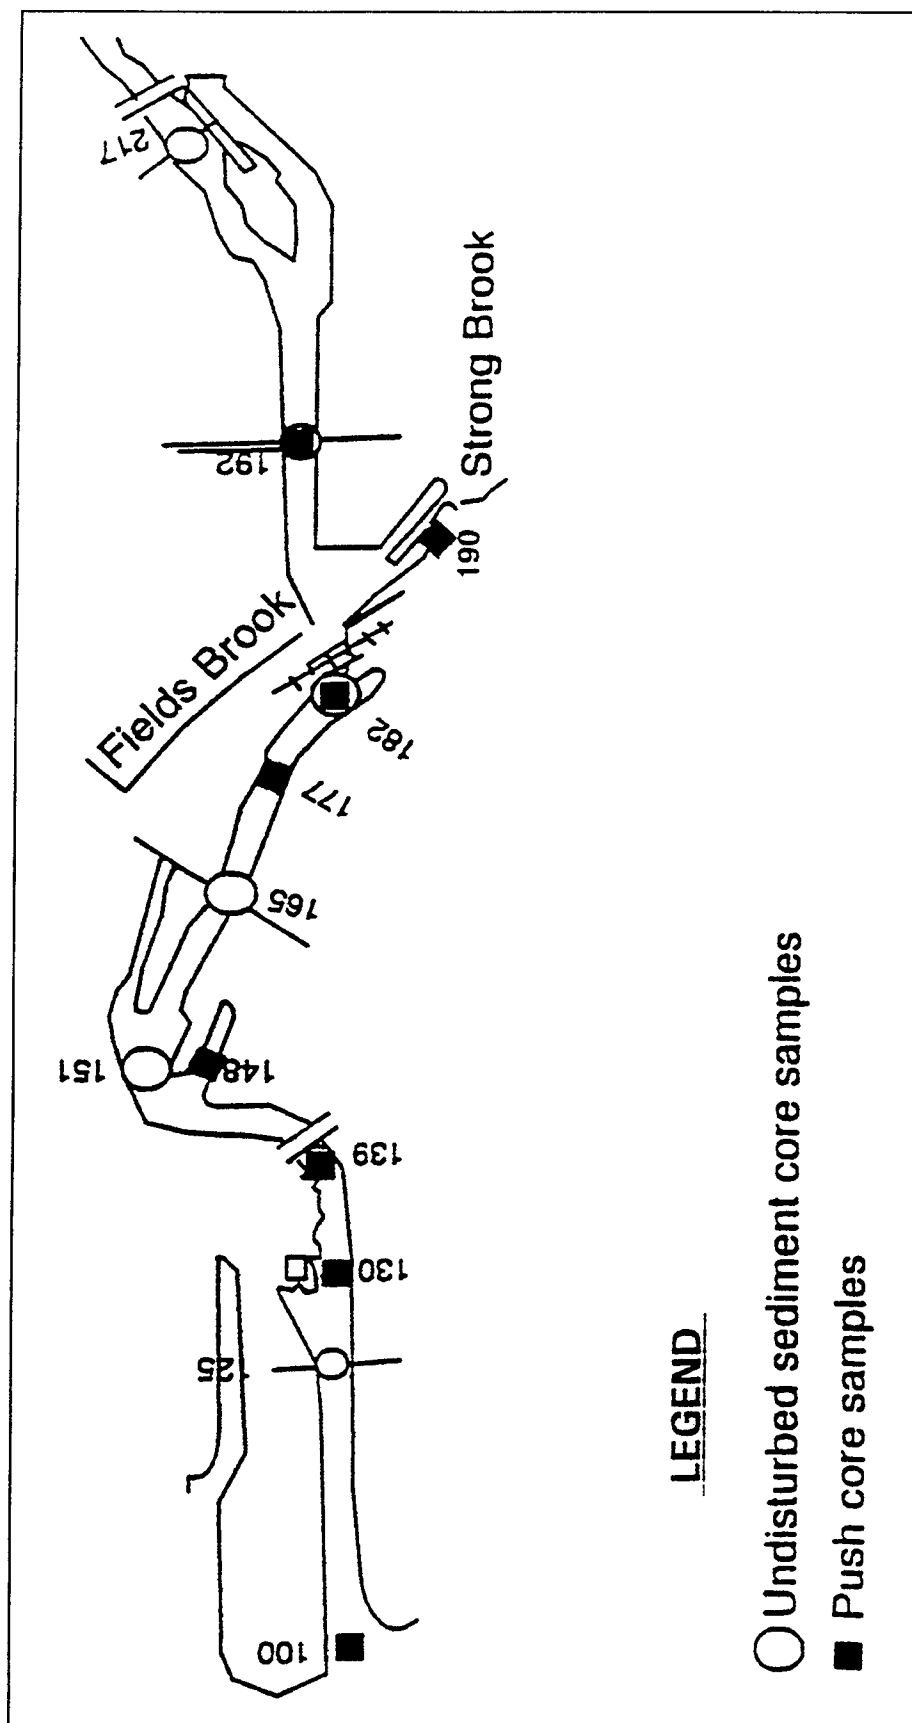 217
192
Strong Brook
190
Fields Brook
182
177
165
151
148
139
130
25
100
LEGEND
Undisturbed sediment core samples
Push core samples